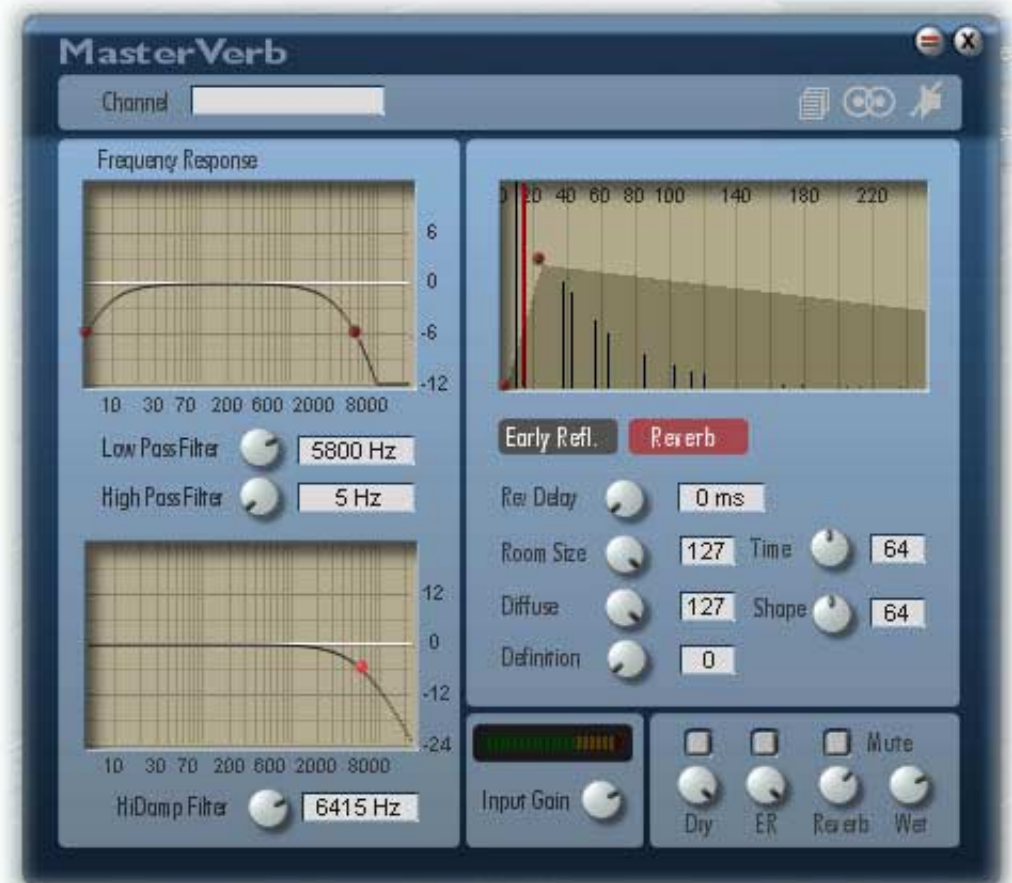 MasterVerb
Channel
Frequency Response
6
0
-6
-12
10 30 70 200 600 2000 8000
Low Pass Filter 5800 Hz
High Pass Filter 5 Hz
12
0
-12
-24
10 30 70 200 600 2000 8000
HiDamp Filter 6415 Hz
0 20 40 60 80 100 140 180 220
Early Refl. Reverb
Rev Delay 0 ms
Room Size 127 Time 64
Diffuse 127 Shape 64
Definition 0
Input Gain
Mute
Dry ER Reverb Wet